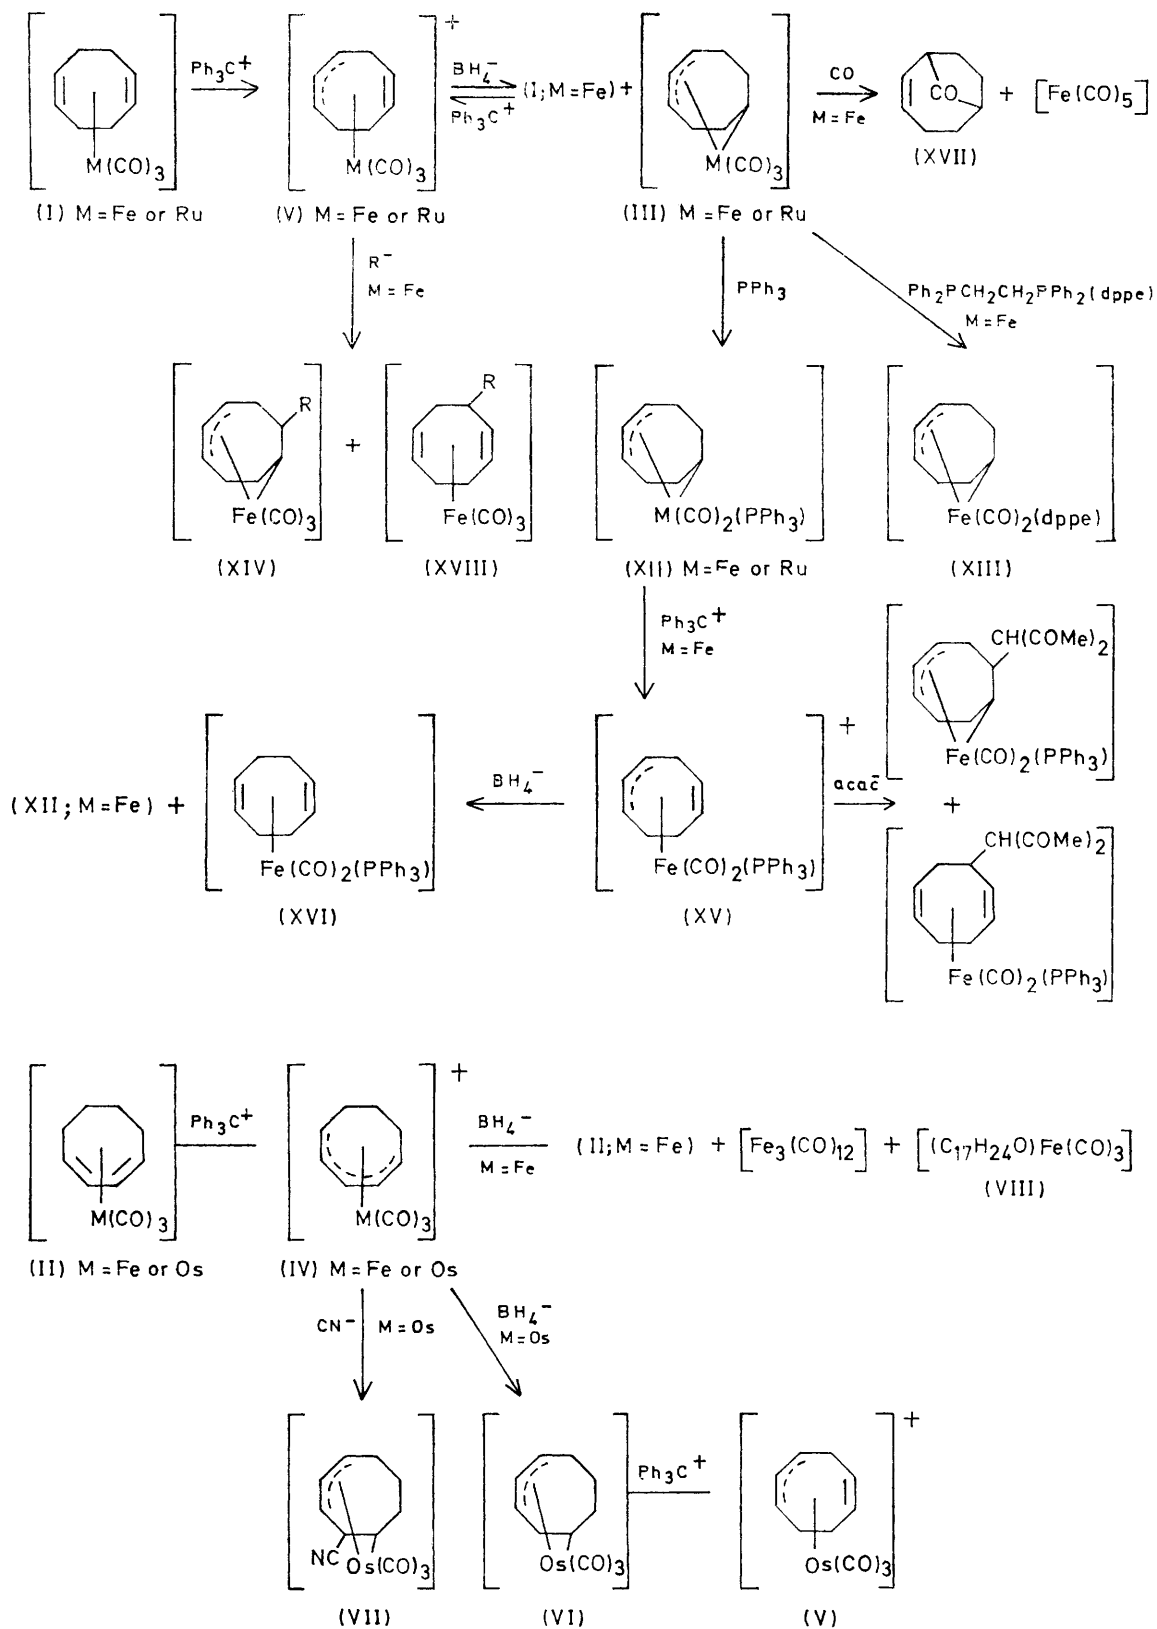 Ph₃C⁺
BH₄⁻
Ph₃C⁺
(I; M=Fe) +
CO
M=Fe
CO
+ [Fe(CO)₅]
(XVII)
M(CO)₃
+
M(CO)₃
M(CO)₃
(I) M=Fe or Ru
(V) M=Fe or Ru
(III) M=Fe or Ru
R⁻
M=Fe
PPh₃
Ph₂PCH₂CH₂PPh₂(dppe)
M=Fe
R
Fe(CO)₃
+
R
Fe(CO)₃
M(CO)₂(PPh₃)
Fe(CO)₂(dppe)
(XIV)
(XVIII)
(XII) M=Fe or Ru
(XIII)
Ph₃C⁺
M=Fe
CH(COMe)₂
Fe(CO)₂(PPh₃)
(XII; M=Fe) +
Fe(CO)₂(PPh₃)
BH₄⁻
Fe(CO)₂(PPh₃)
+
acac⁻
+
(XVI)
(XV)
CH(COMe)₂
Fe(CO)₂(PPh₃)
M(CO)₃
Ph₃C⁺
M(CO)₃
+
BH₄⁻
M=Fe
(II; M=Fe) + [Fe₃(CO)₁₂] + [(C₁₇H₂₄O)Fe(CO)₃]
(VIII)
(II) M=Fe or Os
(IV) M=Fe or Os
CN⁻
M=Os
BH₄⁻
M=Os
NC
Os(CO)₃
Os(CO)₃
Ph₃C⁺
Os(CO)₃
+
(VII)
(VI)
(V)